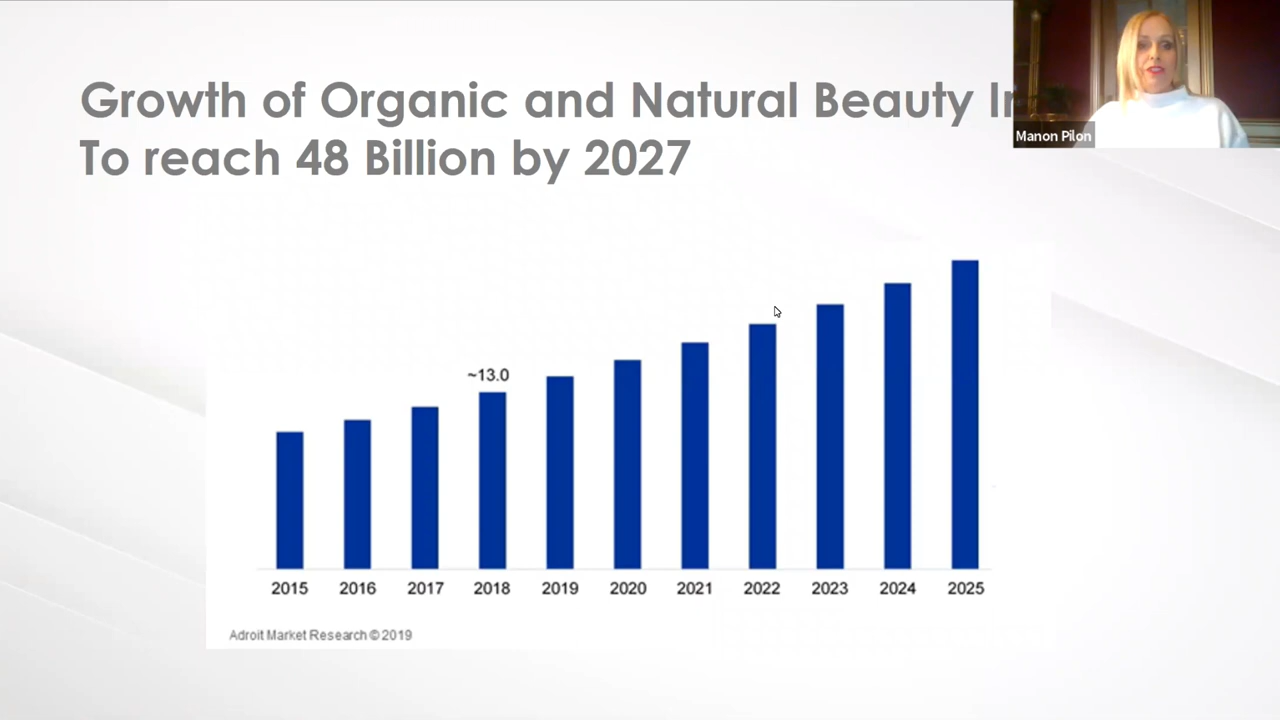 Growth of Organic and Natural Beauty
To reach 48 Billion by 2027
Manon Pilon
~13.0
2015 2016 2017 2018 2019 2020 2021 2022 2023 2024 2025
Adroit Market Research © 2019